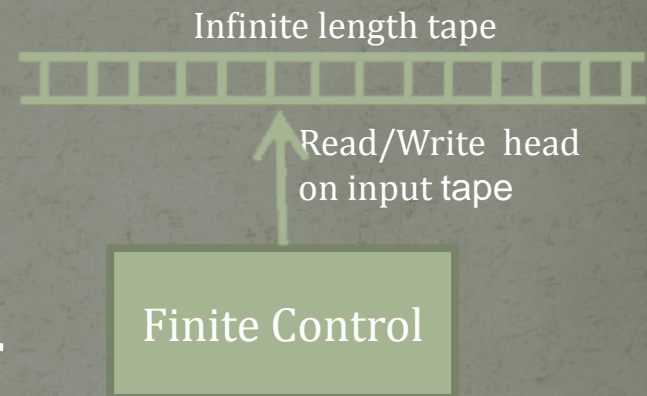 Infinite length tape
Read/Write head
on input tape
Finite Control
.